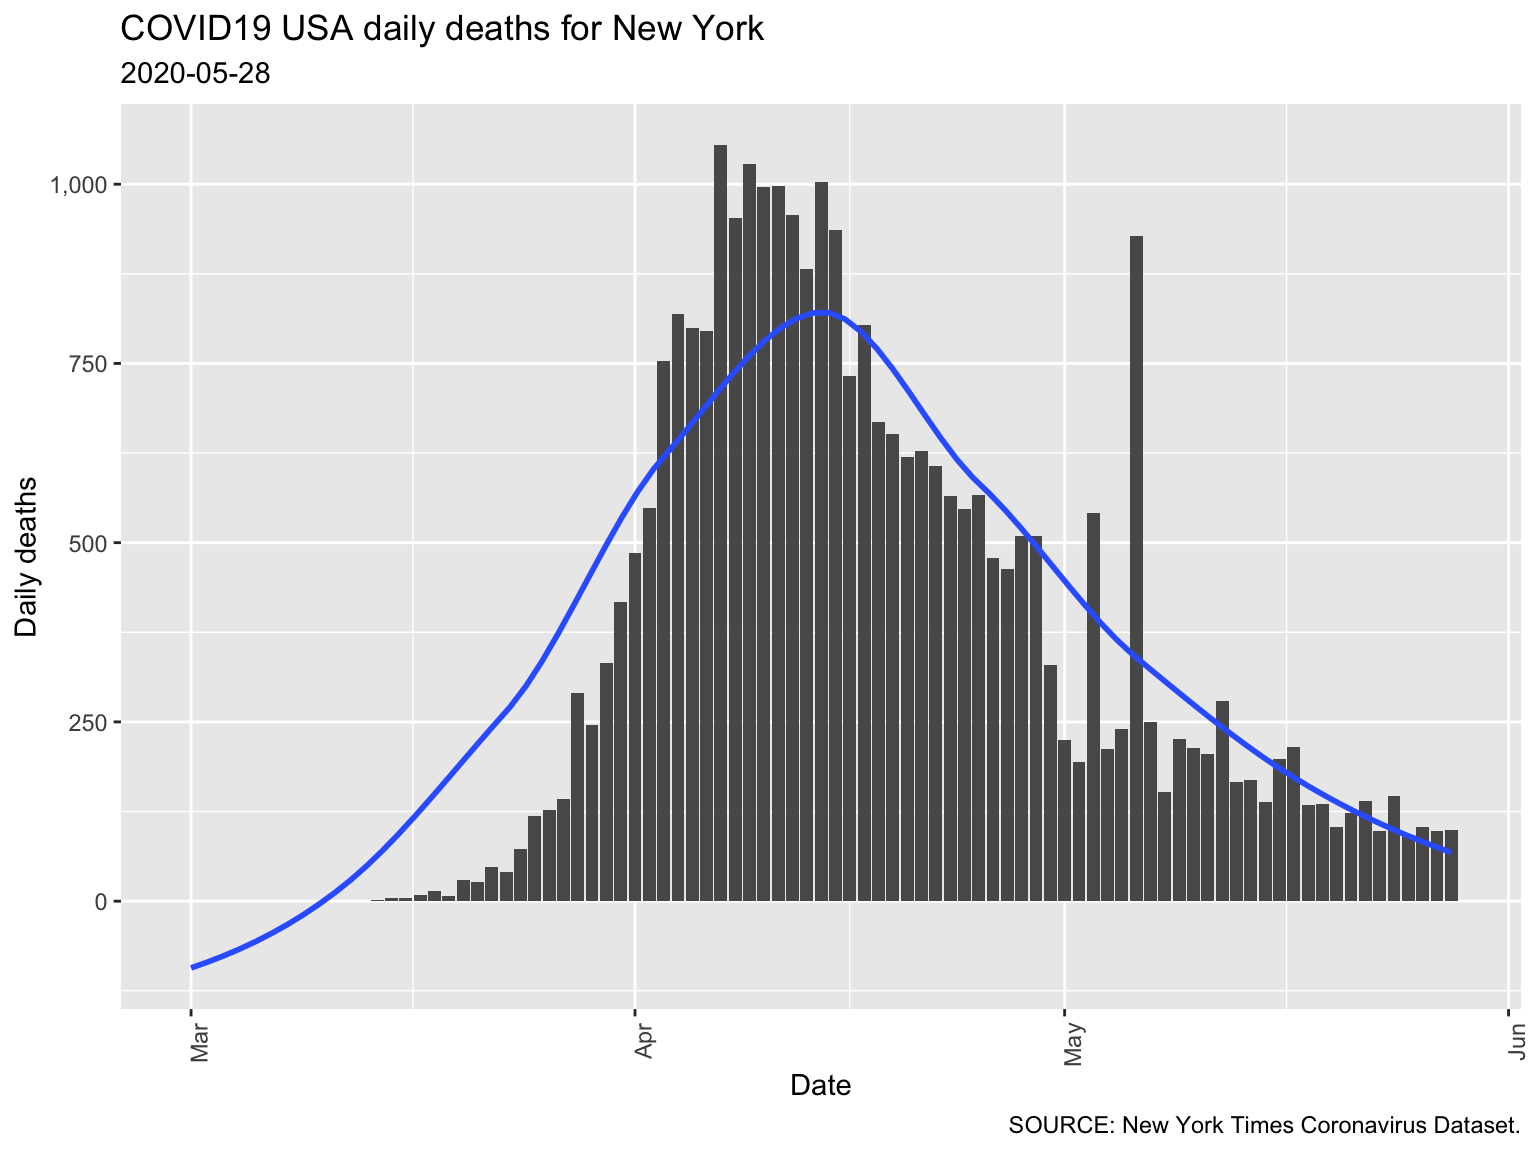 COVID19 USA daily deaths for New York
2020-05-28
Daily deaths
1,000
750
500
250
0
Mar
Apr
May
Jun
Date
SOURCE: New York Times Coronavirus Dataset.